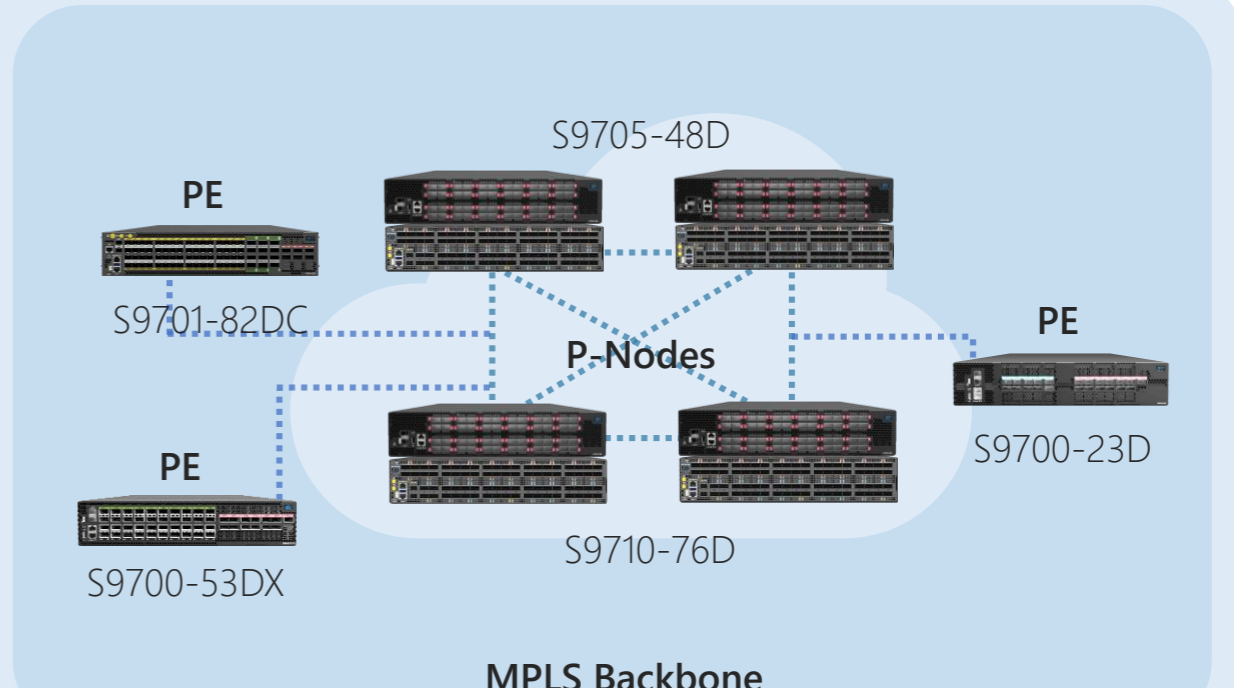 S9705-48D
PE
S9701-82DC
P-Nodes
PE
S9700-23D
PE
S9700-53DX
S9710-76D
MPLS Backbone